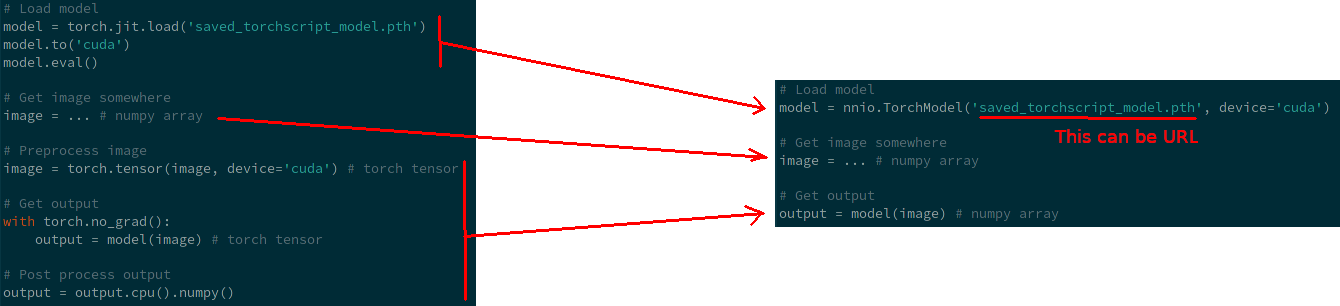 # Load model
model = torch.jit.load('saved_torchscript_model.pth')
model.to('cuda')
model.eval()
# Get image somewhere
image = ... # numpy array
# Preprocess image
image = torch.tensor(image, device='cuda') # torch tensor
# Get output
with torch.no_grad():
    output = model(image) # torch tensor
# Post process output
output = output.cpu().numpy()
# Load model
model = nnio.TorchModel('saved_torchscript_model.pth', device='cuda')
This can be URL
# Get image somewhere
image = ... # numpy array
# Get output
output = model(image) # numpy array